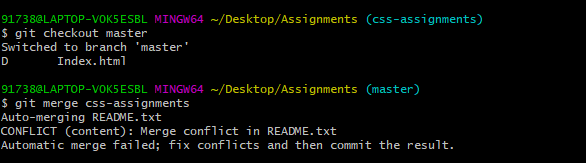 91738@LAPTOP-VOK5ESBL MINGW64 ~/Desktop/Assignments (css-assignments)
$ git checkout master
Switched to branch 'master'
D       Index.html
91738@LAPTOP-VOK5ESBL MINGW64 ~/Desktop/Assignments (master)
$ git merge css-assignments
Auto-merging README.txt
CONFLICT (content): Merge conflict in README.txt
Automatic merge failed; fix conflicts and then commit the result.